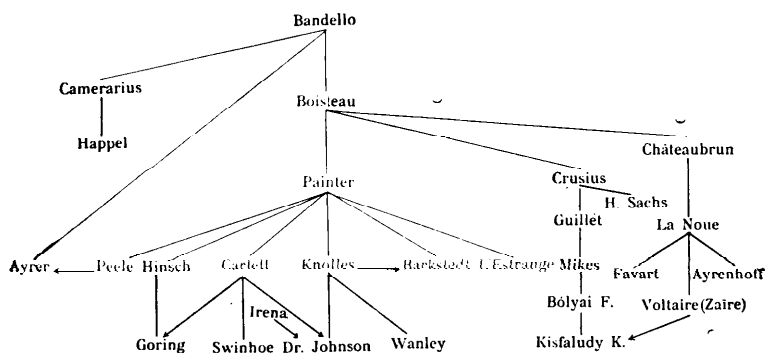 Bandello
Camerarius
Boisteau
Happel
Châteaubrun
Painter
Crusius
H. Sachs
Guillet
La Noue
Ayrer Peele Hinsch Carlell Knolles Barkstedt L'Estrange Mikes
Favart Ayrenhoff
Bólyai F.
Voltaire (Zaire)
Irena
Goring Swinhoe Dr. Johnson Wanley
Kisfaludy K.